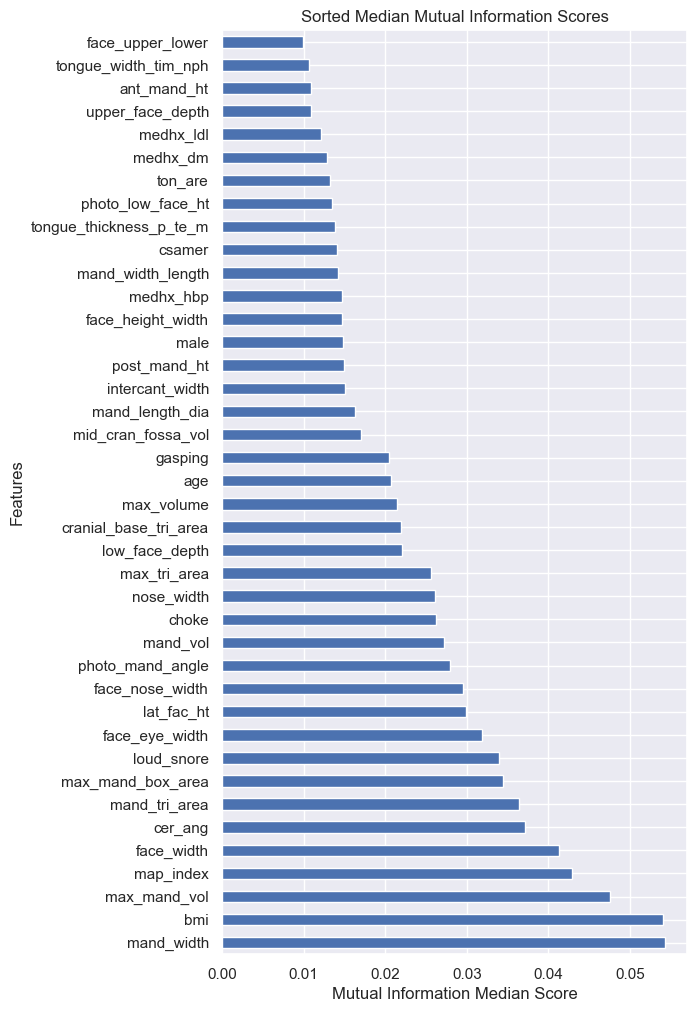 Sorted Median Mutual Information Scores
face_upper_lower
tongue_width_tim_nph
ant_mand_ht
upper_face_depth
medhx_ldl
medhx_dm
ton_are
photo_low_face_ht
tongue_thickness_p_te_m
csamer
mand_width_length
medhx_hbp
face_height_width
male
post_mand_ht
intercant_width
mand_length_dia
mid_cran_fossa_vol
gasping
age
max_volume
cranial_base_tri_area
low_face_depth
max_tri_area
nose_width
choke
mand_vol
photo_mand_angle
face_nose_width
lat_fac_ht
face_eye_width
loud_snore
max_mand_box_area
mand_tri_area
cer_ang
face_width
map_index
max_mand_vol
bmi
mand_width
Features
0.00 0.01 0.02 0.03 0.04 0.05
Mutual Information Median Score